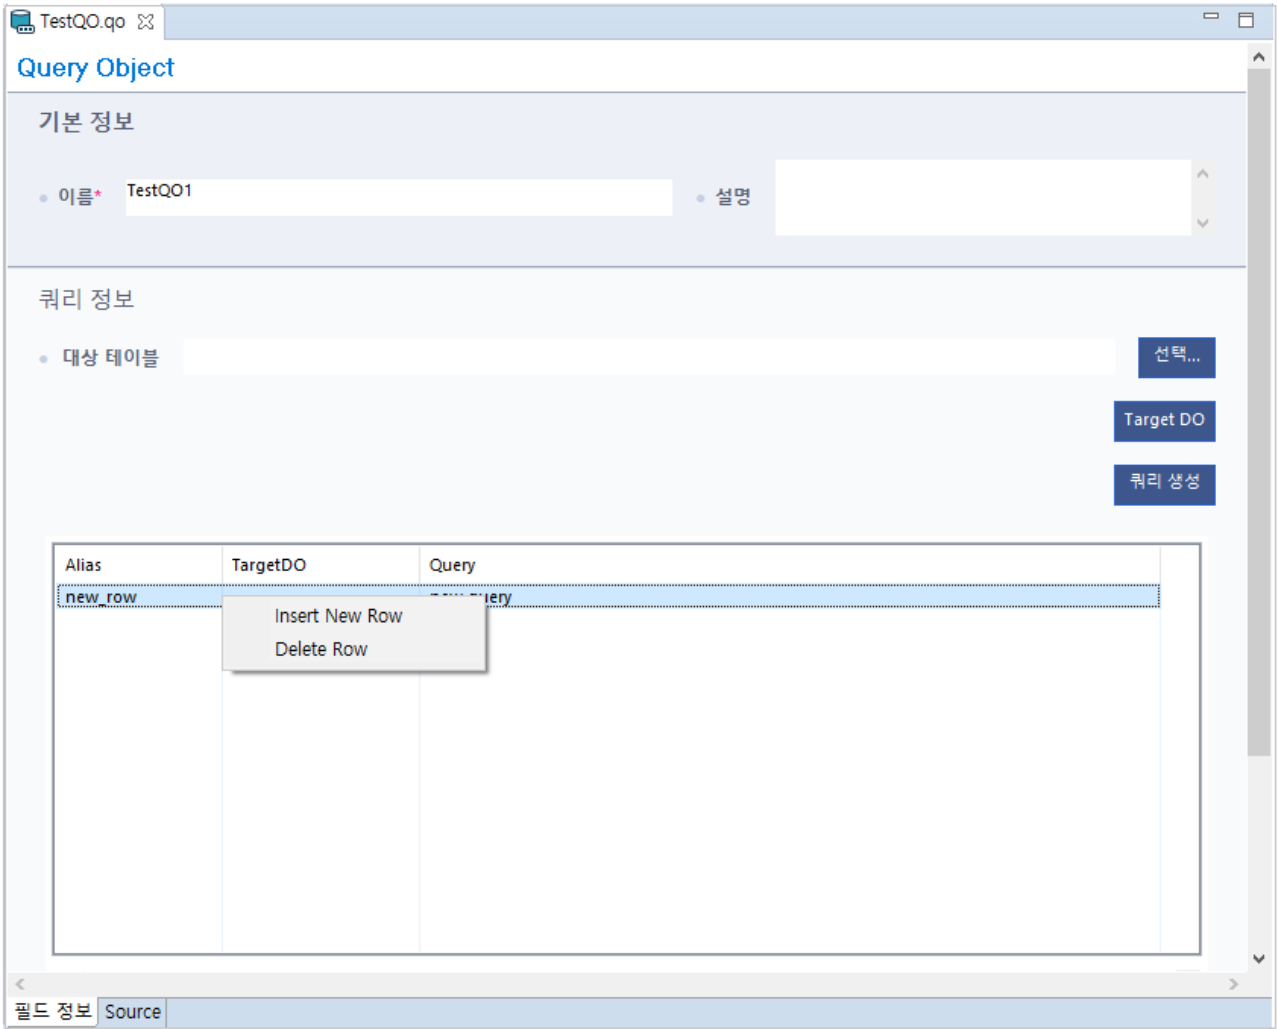 TestQO.qo
Query Object
기본 정보
이름* TestQO1 설명
쿼리 정보
대상 테이블 선택...
Target DO
쿼리 생성
Alias TargetDO Query
new_row new query
Insert New Row
Delete Row
필드 정보 Source